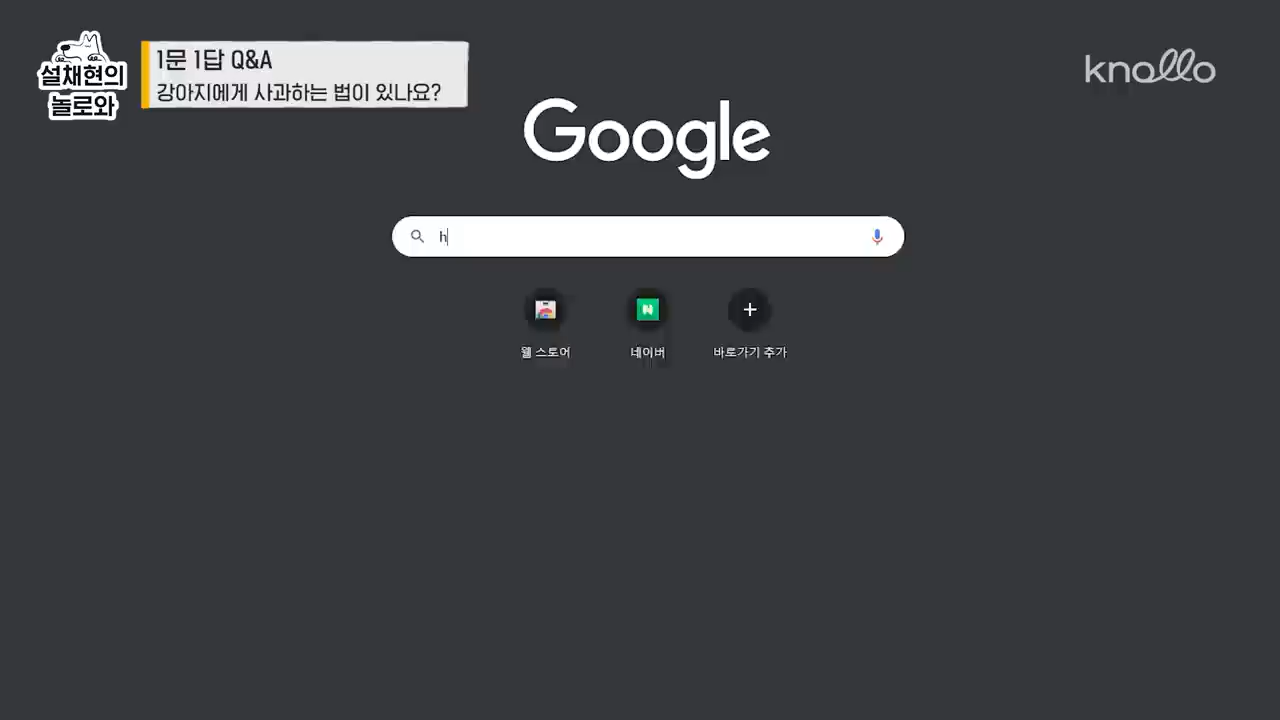 설채현의
놀로와
1문 1답 Q&A
강아지에게 사과하는 법이 있나요?
knollo
Google
h
웹 스토어
네이버
바로가기 추가